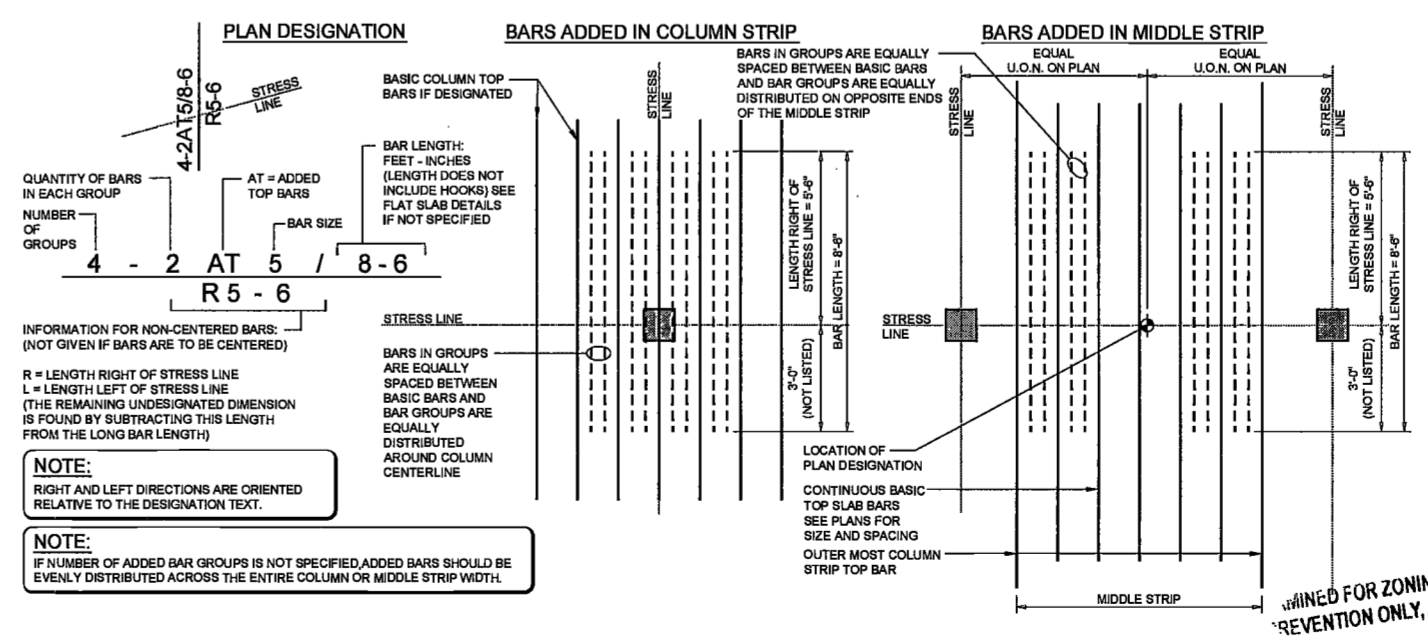 PLAN DESIGNATION
4-2AT5/8-6
R5-6
STRESS
LINE
QUANTITY OF BARS
IN EACH GROUP
AT = ADDED
TOP BARS
NUMBER
OF
GROUPS
BAR SIZE
BAR LENGTH:
FEET - INCHES
(LENGTH DOES NOT
INCLUDE HOOKS) SEE
FLAT SLAB DETAILS
IF NOT SPECIFIED
4 - 2 AT 5 / 8-6
R 5 - 6
INFORMATION FOR NON-CENTERED BARS:
(NOT GIVEN IF BARS ARE TO BE CENTERED)
R = LENGTH RIGHT OF STRESS LINE
L = LENGTH LEFT OF STRESS LINE
(THE REMAINING UNDESIGNATED DIMENSION
IS FOUND BY SUBTRACTING THIS LENGTH
FROM THE LONG BAR LENGTH)
NOTE:
RIGHT AND LEFT DIRECTIONS ARE ORIENTED
RELATIVE TO THE DESIGNATION TEXT.
NOTE:
IF NUMBER OF ADDED BAR GROUPS IS NOT SPECIFIED,ADDED BARS SHOULD BE
EVENLY DISTRIBUTED ACROSS THE ENTIRE COLUMN OR MIDDLE STRIP WIDTH.
BARS ADDED IN COLUMN STRIP
BASIC COLUMN TOP
BARS IF DESIGNATED
STRESS
LINE
STRESS LINE
BARS IN GROUPS
ARE EQUALLY
SPACED BETWEEN
BASIC BARS AND
BAR GROUPS ARE
EQUALLY
DISTRIBUTED
AROUND COLUMN
CENTERLINE
LENGTH RIGHT OF
STRESS LINE = 5'-6"
3'-0"
(NOT LISTED)
BAR LENGTH = 8'-6"
BARS ADDED IN MIDDLE STRIP
BARS IN GROUPS ARE EQUALLY
SPACED BETWEEN BASIC BARS
AND BAR GROUPS ARE EQUALLY
DISTRIBUTED ON OPPOSITE ENDS
OF THE MIDDLE STRIP
EQUAL
U.O.N. ON PLAN
EQUAL
U.O.N. ON PLAN
STRESS
LINE
STRESS
LINE
STRESS
LINE
LENGTH RIGHT OF
STRESS LINE = 5'-6"
3'-0"
(NOT LISTED)
BAR LENGTH = 8'-6"
LOCATION OF
PLAN DESIGNATION
CONTINUOUS BASIC
TOP SLAB BARS
SEE PLANS FOR
SIZE AND SPACING
OUTER MOST COLUMN
STRIP TOP BAR
MIDDLE STRIP
FOR ZONIN
REVENTION ONLY,